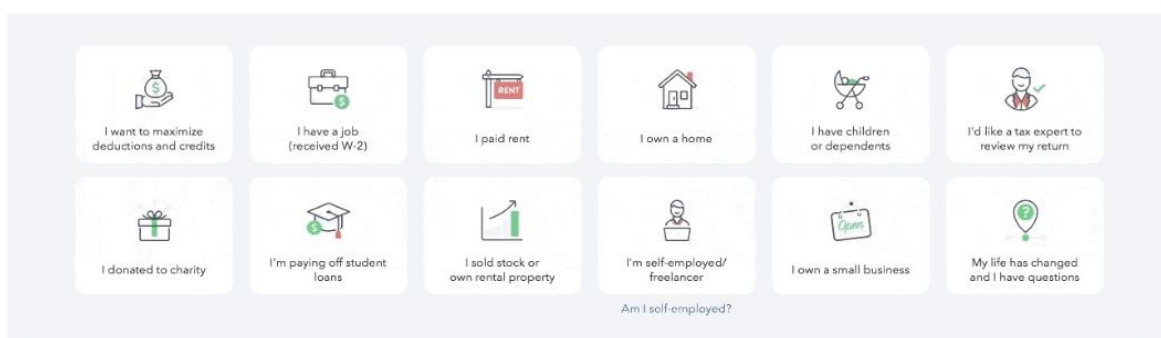 RENT
I want to maximize
deductions and credits
I have a job
(received W-2)
I paid rent
I own a home
I have children
or dependents
I'd like a tax expert to
review my return
I donated to charity
I'm paying off student
loans
I sold stock or
own rental property
I'm self-employed/
freelancer
Open
I own a small business
My life has changed
and I have questions
Am I self-employed?